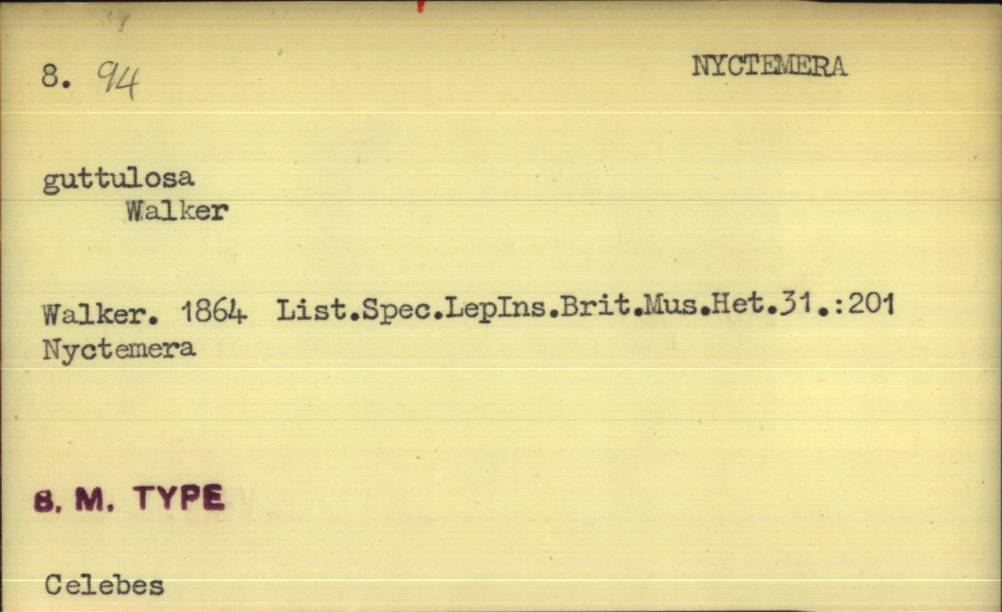 8. 94 NYCTEMERA
guttulosa
Walker
Walker. 1864 List.Spec.LepIns.Brit.Mus.Het.31.:201
Nyctemera
B. M. TYPE
Celebes